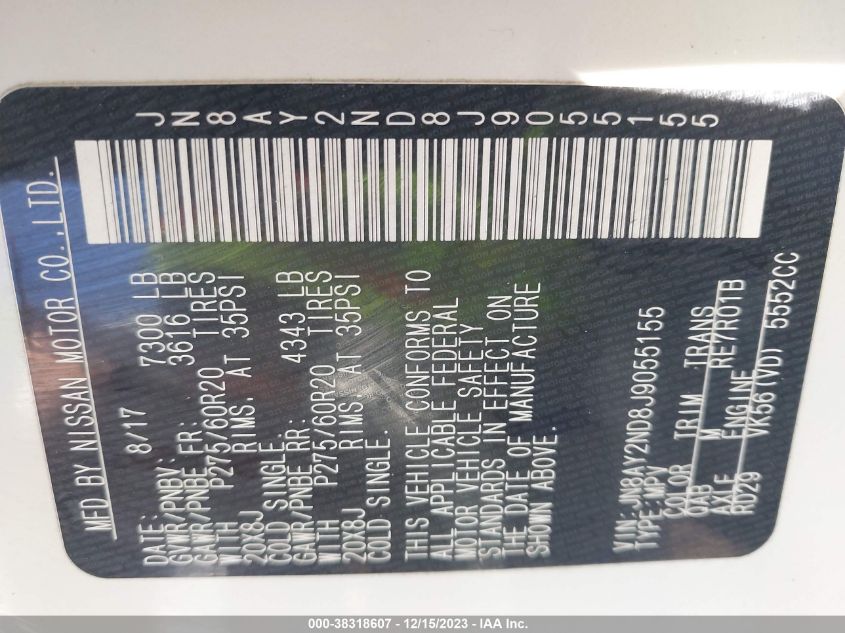 JN8AY2ND8J9055155
MFD BY NISSAN MOTOR CO.,LTD.
DATE: 8/17
GVWR/PNBV: 7300 LB
GAWR/PNBE FR: 3616 LB
WITH P275/60R20 TIRES
20X8J RIMS, AT 35PSI
COLD SINGLE.
GAWR/PNBE RR: 4343 LB
WITH P275/60R20 TIRES
20X8J RIMS, AT 35PSI
COLD SINGLE.
THIS VEHICLE CONFORMS TO
ALL APPLICABLE FEDERAL
MOTOR VEHICLE SAFETY
STANDARDS IN EFFECT ON
THE DATE OF MANUFACTURE
SHOWN ABOVE.
VIN:JN8AY2ND8J9055155
TYPE:MPV
COLOR TRIM TRANS
QAB M RE7R01B
AXLE ENGINE
RD29 VK56(VD) 5552CC
000-38318607 - 12/15/2023 - IAA Inc.